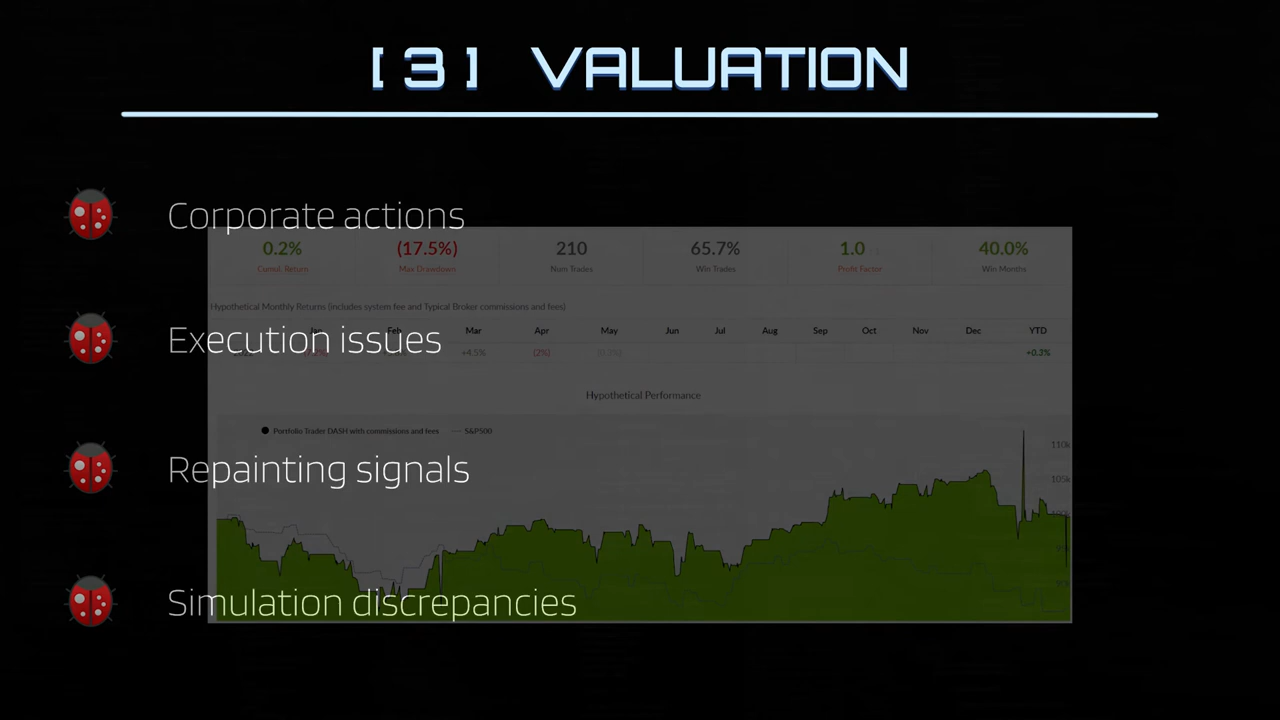 [ 3 ] VALUATION
Corporate actions
0.2% (17.5%) 210 65.7% 1.0 40.0%
Cumul. Return Max Drawdown Num Trades Win Trades Profit Factor Win Months
Hypothetical Monthly Returns (includes system fee and Typical Broker commissions and fees)
Jan Feb Mar Apr May Jun Jul Aug Sep Oct Nov Dec YTD
Execution issues
+4.5% (2%) +0.3%
Hypothetical Performance
Portfolio Trader DASH with commissions and fees S&P500
110k
Repainting signals
105k
Simulation discrepancies